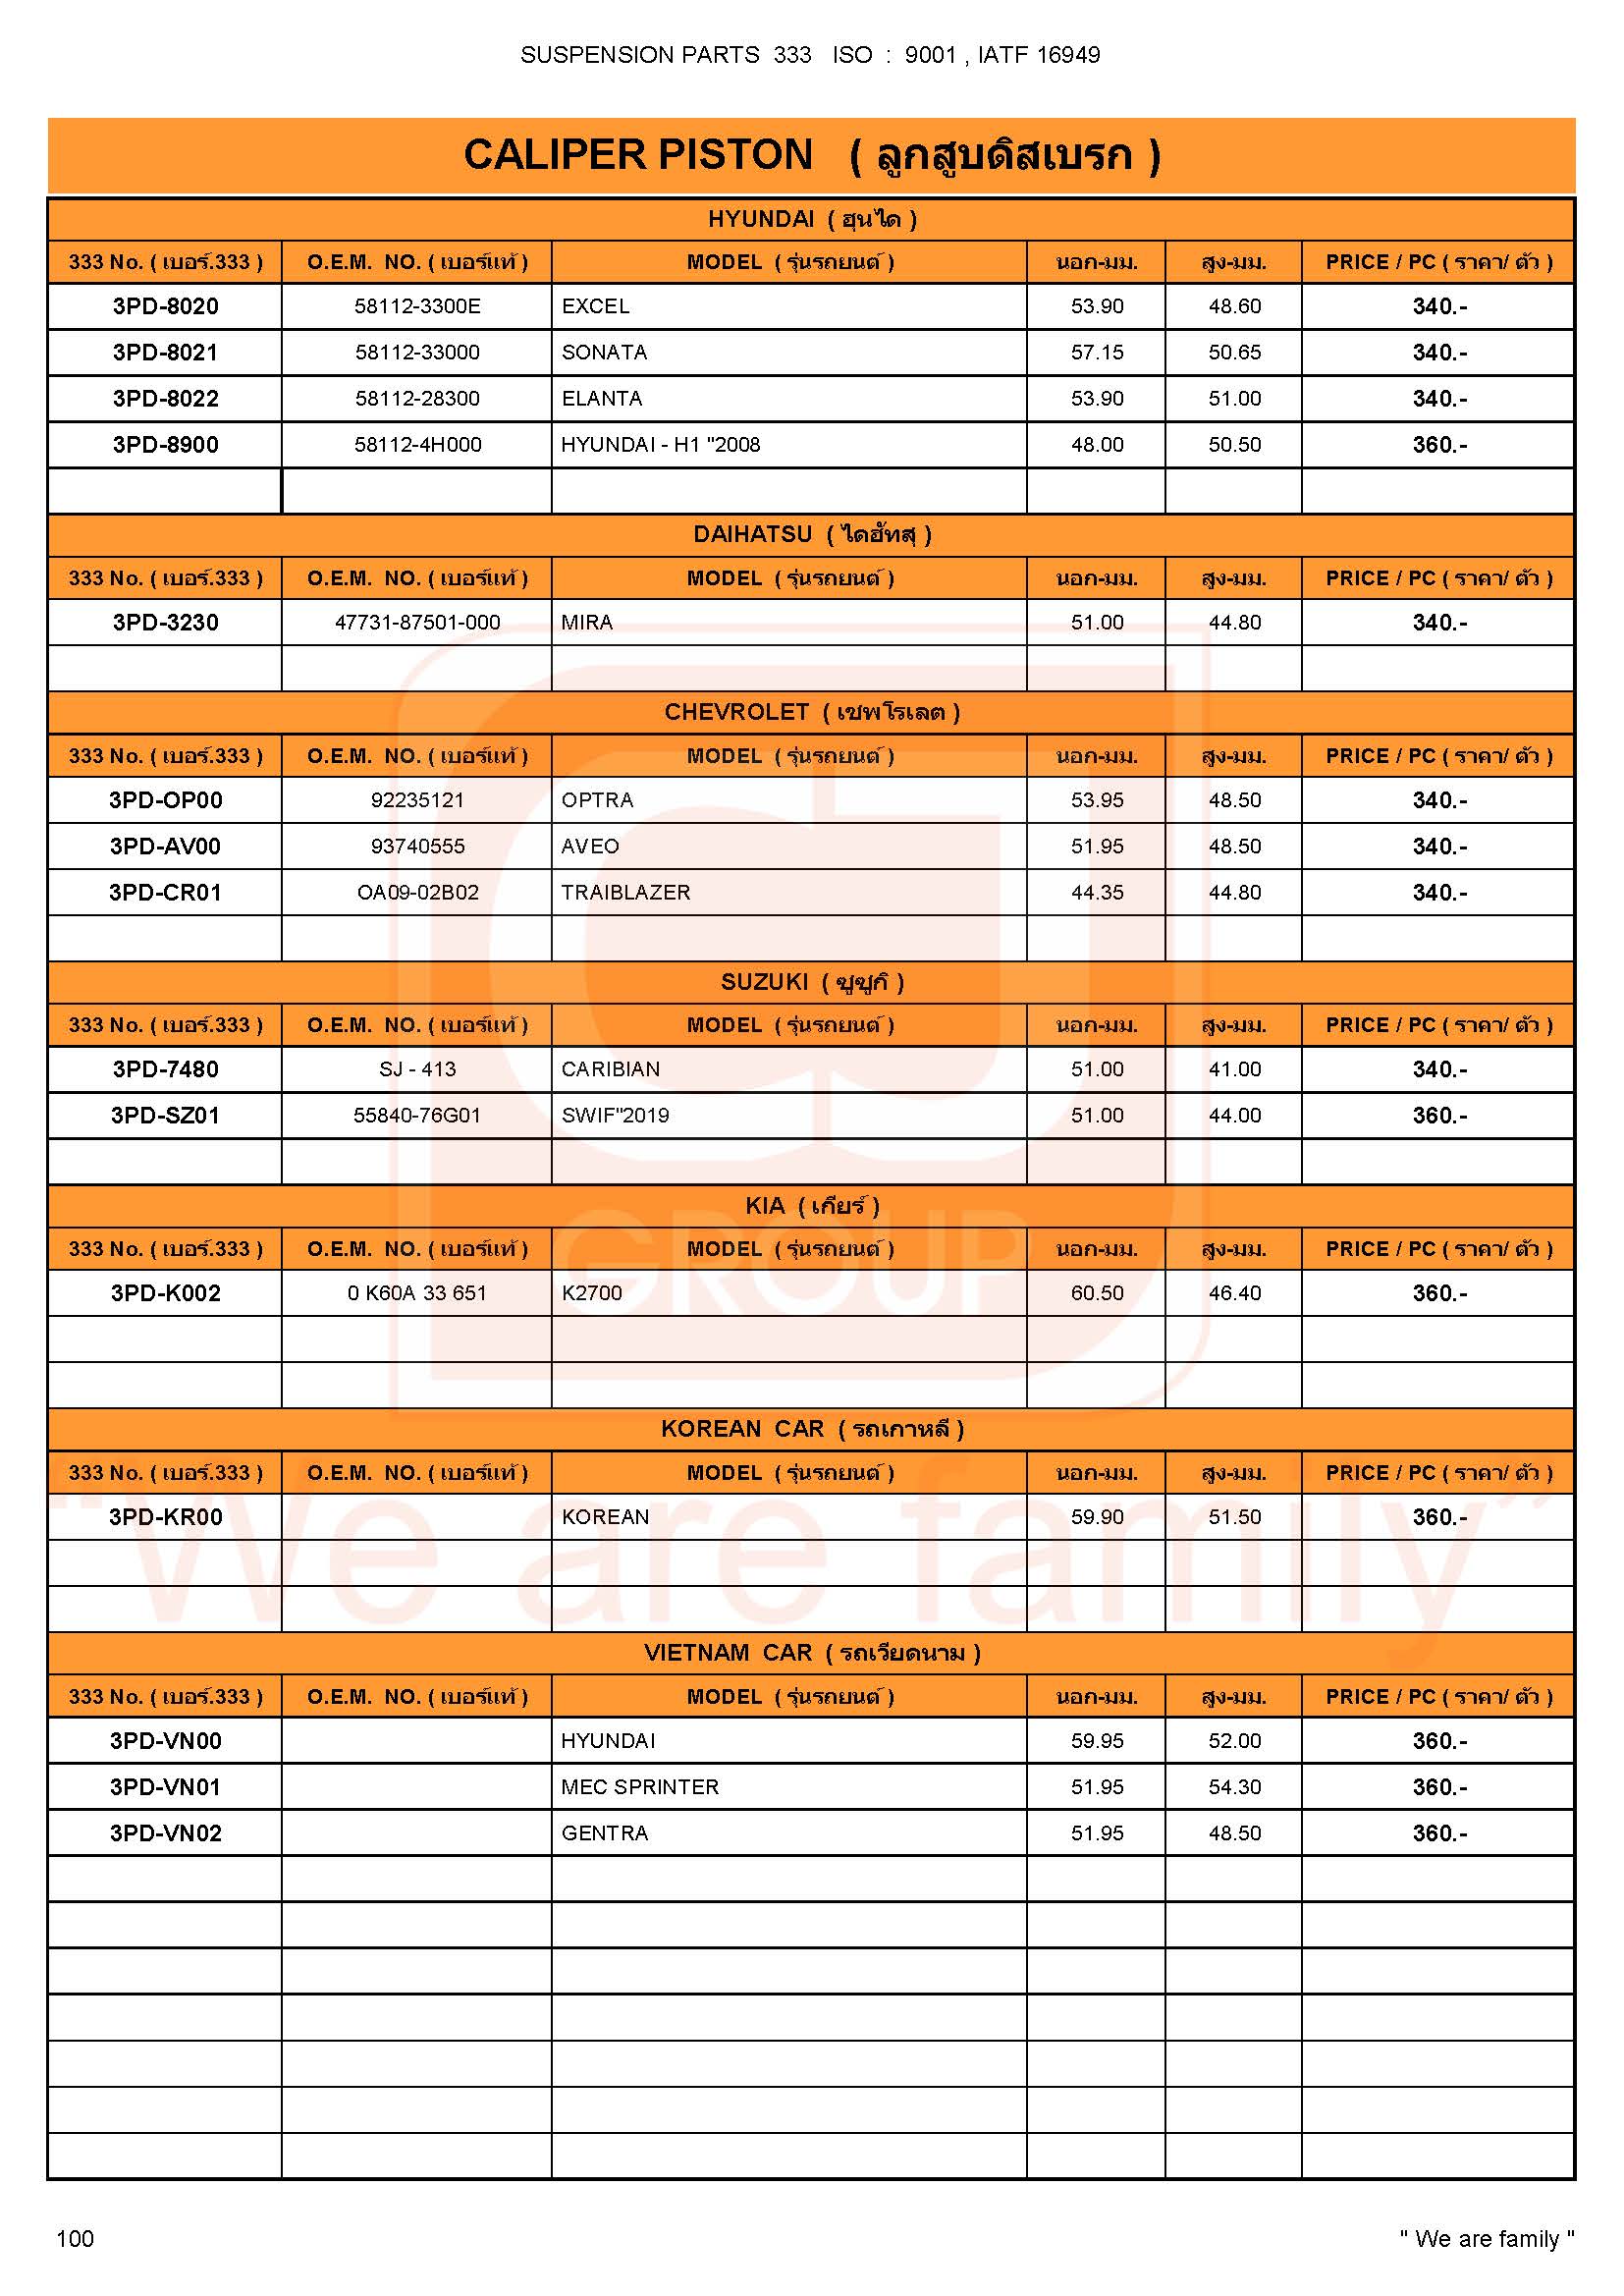 SUSPENSION PARTS 333 ISO : 9001 , IATF 16949
CALIPER PISTON ( ลูกสูบดิสเบรก )
HYUNDAI ( ฮุนได )
333 No. ( เบอร์.333 ) O.E.M. NO. ( เบอร์แท้ ) MODEL ( รุ่นรถยนต์ ) นอก-มม. สูง-มม. PRICE / PC ( ราคา/ ตัว )
3PD-8020 58112-3300E EXCEL 53.90 48.60 340.-
3PD-8021 58112-33000 SONATA 57.15 50.65 340.-
3PD-8022 58112-28300 ELANTA 53.90 51.00 340.-
3PD-8900 58112-4H000 HYUNDAI - H1 "2008 48.00 50.50 360.-
DAIHATSU ( ไดฮัทสุ )
333 No. ( เบอร์.333 ) O.E.M. NO. ( เบอร์แท้ ) MODEL ( รุ่นรถยนต์ ) นอก-มม. สูง-มม. PRICE / PC ( ราคา/ ตัว )
3PD-3230 47731-87501-000 MIRA 51.00 44.80 340.-
CHEVROLET ( เชพโรเลต )
333 No. ( เบอร์.333 ) O.E.M. NO. ( เบอร์แท้ ) MODEL ( รุ่นรถยนต์ ) นอก-มม. สูง-มม. PRICE / PC ( ราคา/ ตัว )
3PD-OP00 92235121 OPTRA 53.95 48.50 340.-
3PD-AV00 93740555 AVEO 51.95 48.50 340.-
3PD-CR01 OA09-02B02 TRAIBLAZER 44.35 44.80 340.-
SUZUKI ( ซูซูกิ )
333 No. ( เบอร์.333 ) O.E.M. NO. ( เบอร์แท้ ) MODEL ( รุ่นรถยนต์ ) นอก-มม. สูง-มม. PRICE / PC ( ราคา/ ตัว )
3PD-7480 SJ - 413 CARIBIAN 51.00 41.00 340.-
3PD-SZ01 55840-76G01 SWIF"2019 51.00 44.00 360.-
KIA ( เกียร์ )
GROUP
333 No. ( เบอร์.333 ) O.E.M. NO. ( เบอร์แท้ ) MODEL ( รุ่นรถยนต์ ) นอก-มม. สูง-มม. PRICE / PC ( ราคา/ ตัว )
3PD-K002 0 K60A 33 651 K2700 60.50 46.40 360.-
KOREAN CAR ( รถเกาหลี )
333 No. ( เบอร์.333 ) O.E.M. NO. ( เบอร์แท้ ) MODEL ( รุ่นรถยนต์ ) นอก-มม. สูง-มม. PRICE / PC ( ราคา/ ตัว )
3PD-KR00 KOREAN 59.90 51.50 360.-
"We are family"
VIETNAM CAR ( รถเวียดนาม )
333 No. ( เบอร์.333 ) O.E.M. NO. ( เบอร์แท้ ) MODEL ( รุ่นรถยนต์ ) นอก-มม. สูง-มม. PRICE / PC ( ราคา/ ตัว )
3PD-VN00 HYUNDAI 59.95 52.00 360.-
3PD-VN01 MEC SPRINTER 51.95 54.30 360.-
3PD-VN02 GENTRA 51.95 48.50 360.-
100 " We are family "